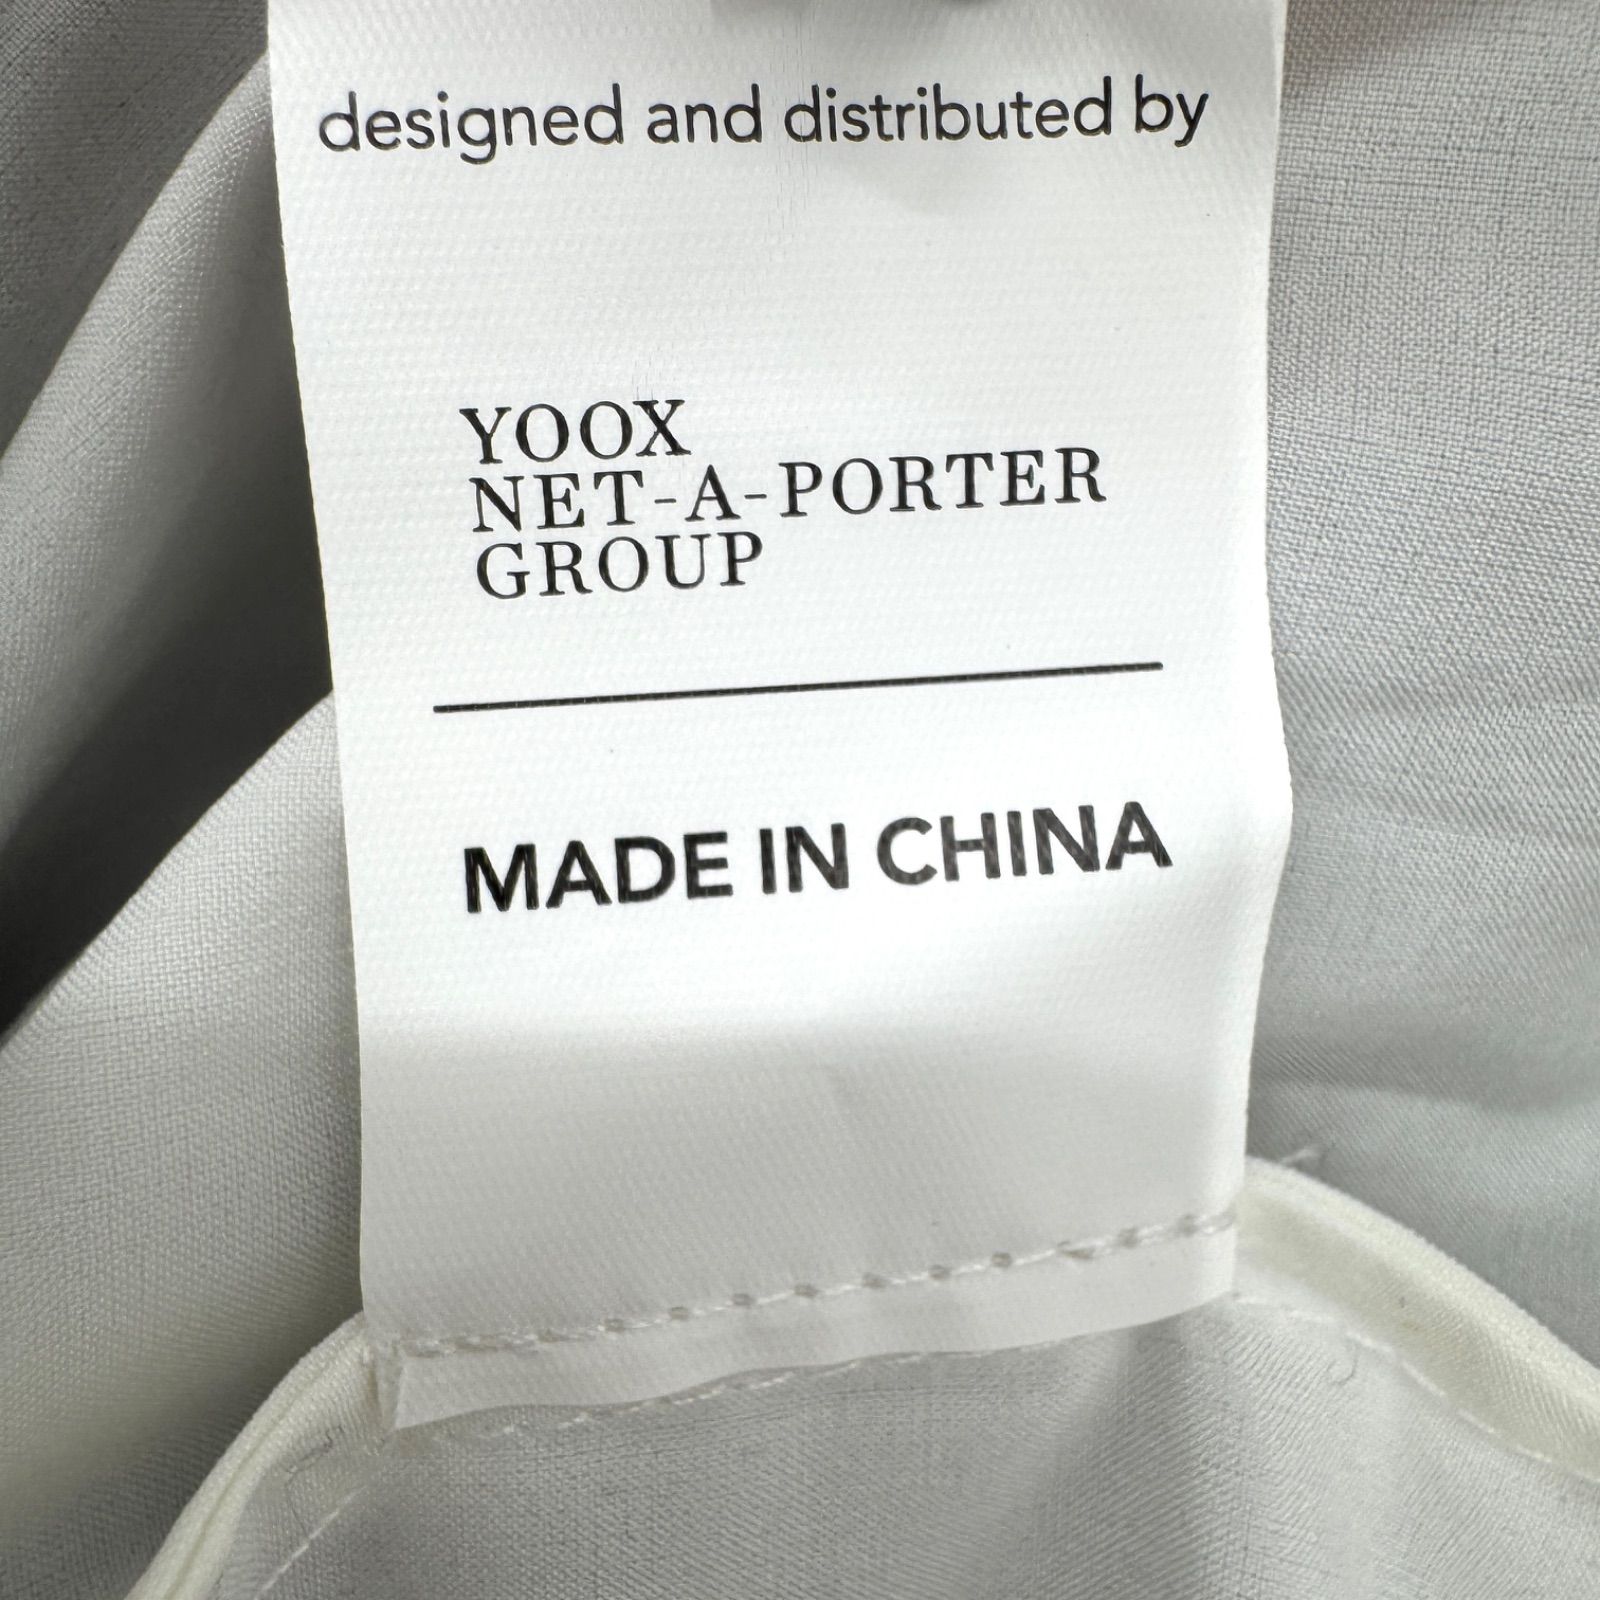 designed and distributed by
YOOX
NET-A-PORTER
GROUP
MADE IN CHINA